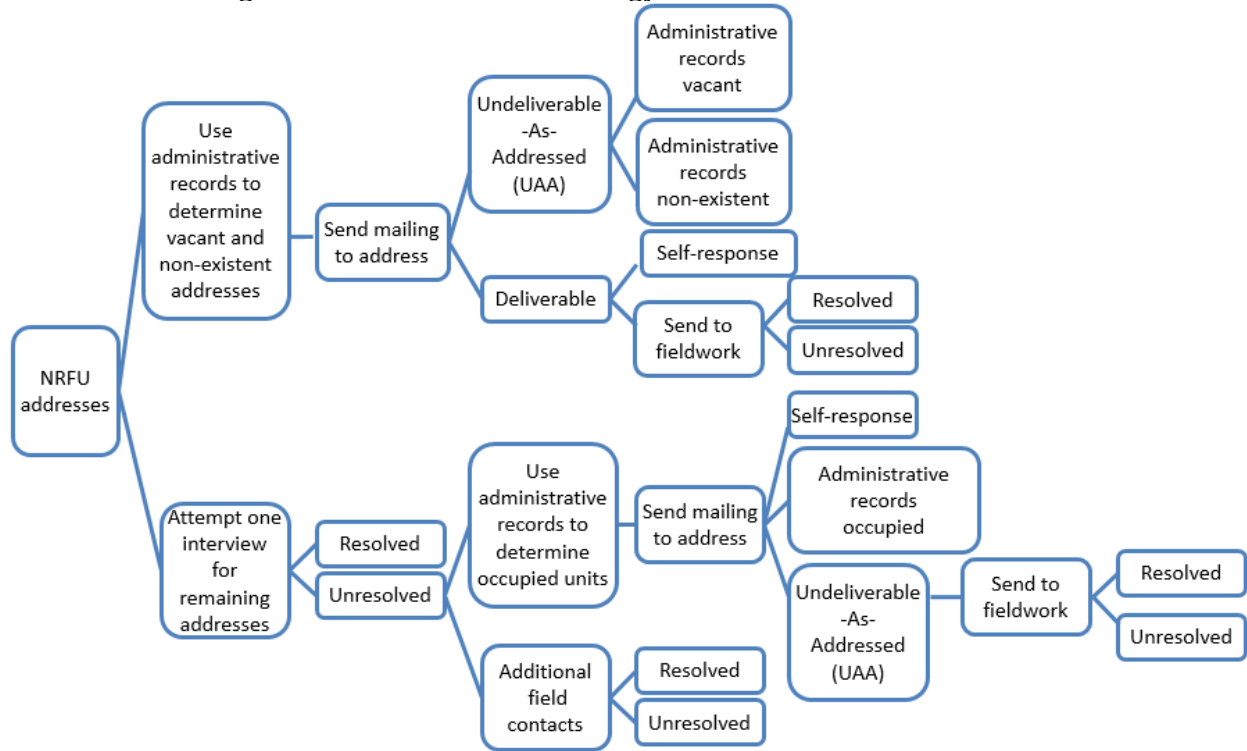 Administrative
records
vacant
Undeliverable
-As-
Addressed
(UAA)
Use
administrative
records to
determine
vacant and
non-existent
addresses
Administrative
records
non-existent
Send mailing
to address
Self-response
Deliverable
Resolved
Send to
fieldwork
Unresolved
NRFU
addresses
Self-response
Use
administrative
records to
determine
occupied units
Administrative
records
occupied
Send mailing
to address
Attempt one
interview
for
remaining
addresses
Resolved
Unresolved
Undeliverable
-As-
Addressed
(UAA)
Send to
fieldwork
Resolved
Unresolved
Additional
field
contacts
Resolved
Unresolved